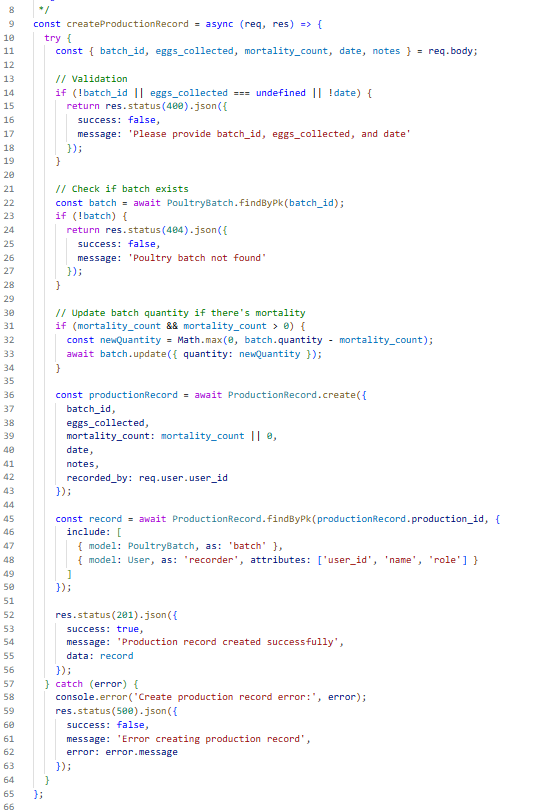 8 */
9 const createProductionRecord = async (req, res) => {
10 try {
11 const { batch_id, eggs_collected, mortality_count, date, notes } = req.body;
12
13 // Validation
14 if (!batch_id || eggs_collected === undefined || !date) {
15 return res.status(400).json({
16 success: false,
17 message: 'Please provide batch_id, eggs_collected, and date'
18 });
19 }
20
21 // Check if batch exists
22 const batch = await PoultryBatch.findByPk(batch_id);
23 if (!batch) {
24 return res.status(404).json({
25 success: false,
26 message: 'Poultry batch not found'
27 });
28 }
29
30 // Update batch quantity if there's mortality
31 if (mortality_count && mortality_count > 0) {
32 const newQuantity = Math.max(0, batch.quantity - mortality_count);
33 await batch.update({ quantity: newQuantity });
34 }
35
36 const productionRecord = await ProductionRecord.create({
37 batch_id,
38 eggs_collected,
39 mortality_count: mortality_count || 0,
40 date,
41 notes,
42 recorded_by: req.user.user_id
43 });
44
45 const record = await ProductionRecord.findByPk(productionRecord.production_id, {
46 include: [
47 { model: PoultryBatch, as: 'batch' },
48 { model: User, as: 'recorder', attributes: ['user_id', 'name', 'role'] }
49 ]
50 });
51
52 res.status(201).json({
53 success: true,
54 message: 'Production record created successfully',
55 data: record
56 });
57 } catch (error) {
58 console.error('Create production record error:', error);
59 res.status(500).json({
60 success: false,
61 message: 'Error creating production record',
62 error: error.message
63 });
64 }
65 };
66